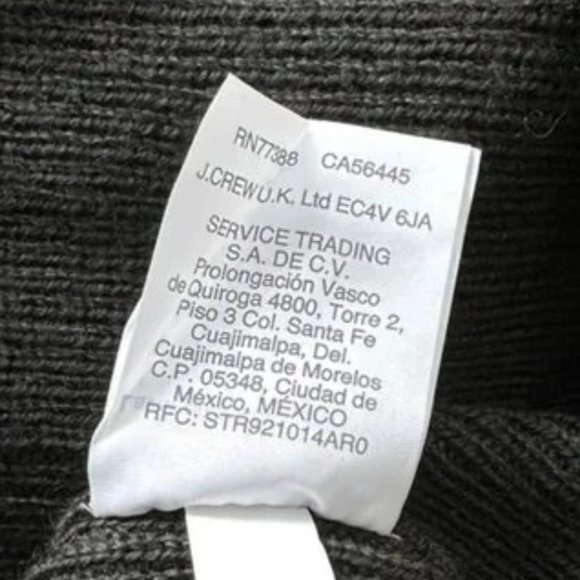 RN77388 CA56445
J.CREW U.K. Ltd EC4V 6JA
SERVICE TRADING
S.A. DE C.V.
Prolongación Vasco
de Quiroga 4800, Torre 2,
Piso 3 Col. Santa Fe
Cuajimalpa, Del.
Cuajimalpa de Morelos
C.P. 05348, Ciudad de
México, MÉXICO
RFC: STR921014AR0